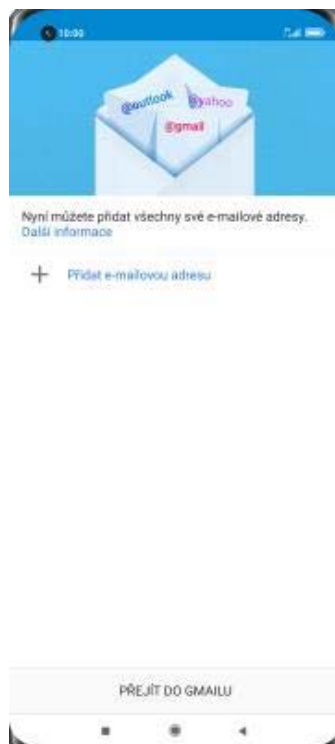 10:00
@outlook
@yahoo
@gmail
Nyní můžete přidat všechny své e-mailové adresy.
Další informace
Přidat e-mailovou adresu
PŘEJÍT DO GMAILU